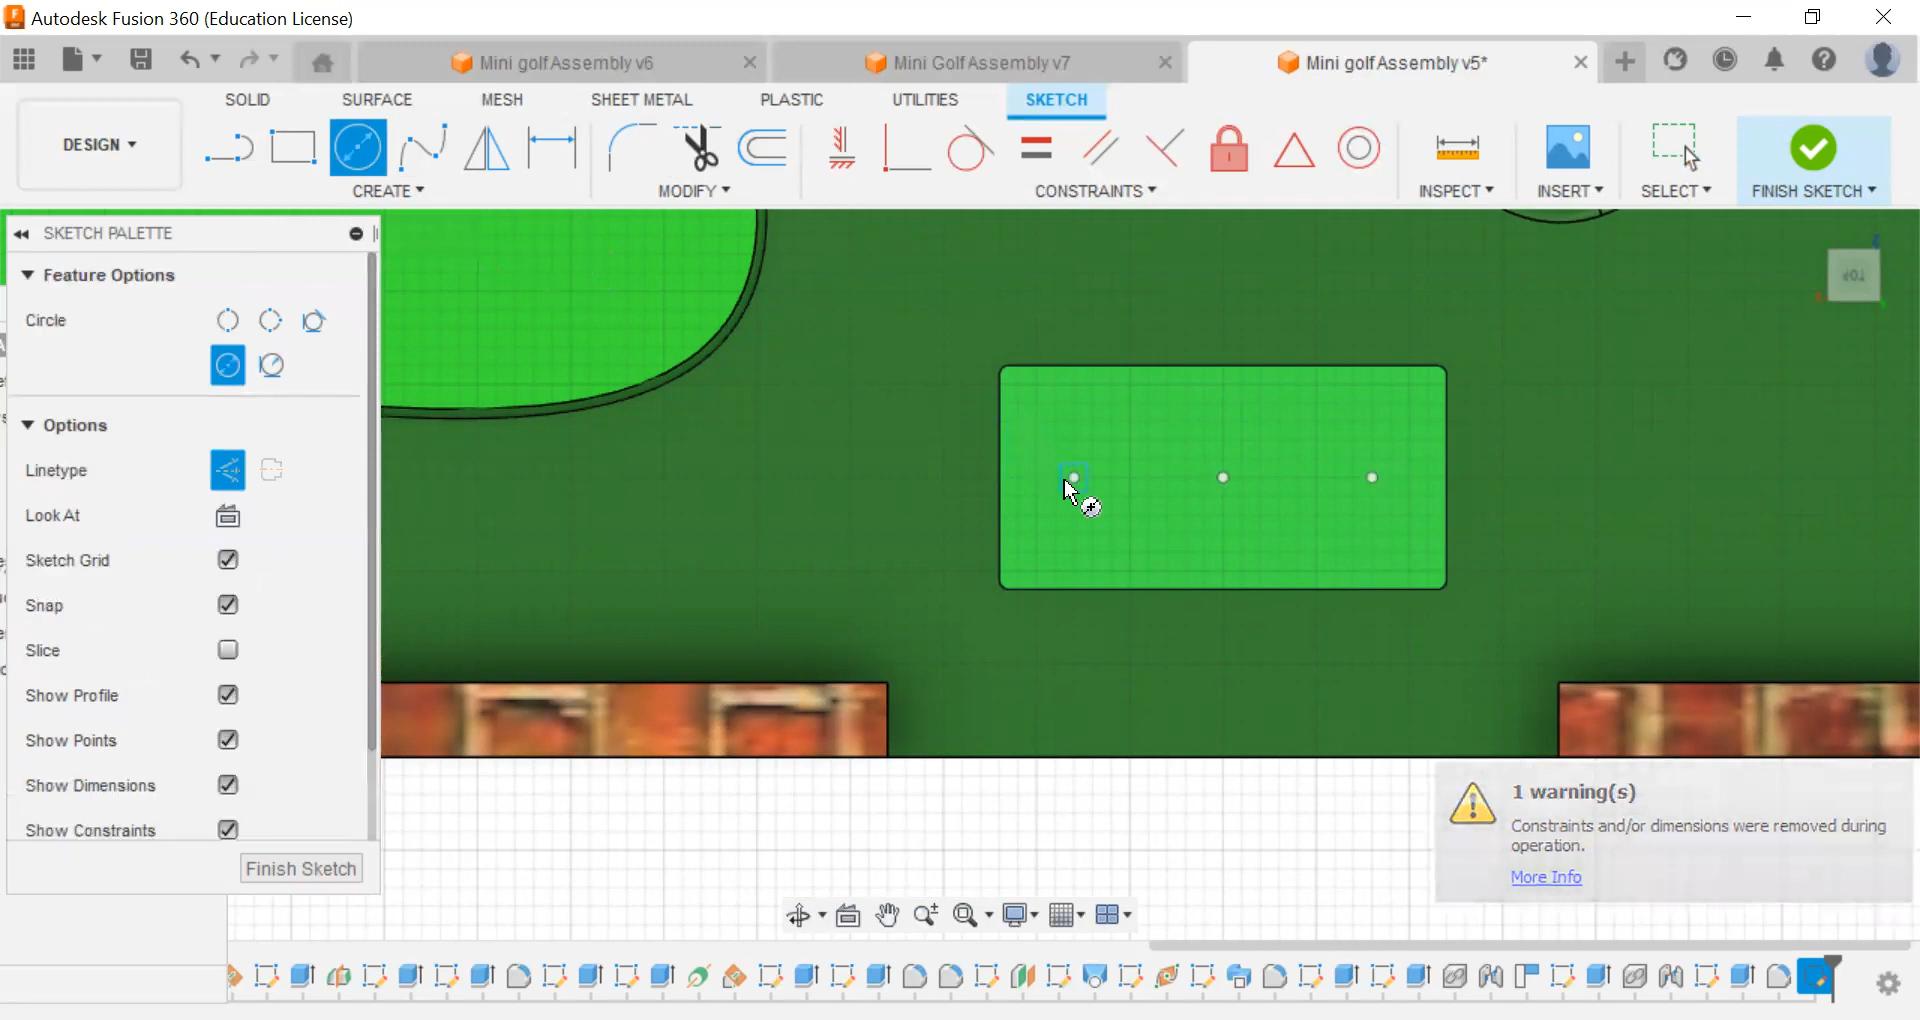 Autodesk Fusion 360 (Education License)
Mini golf Assembly v6
Mini Golf Assembly v7
Mini golf Assembly v5*
SOLID
SURFACE
MESH
SHEET METAL
PLASTIC
UTILITIES
SKETCH
DESIGN
CREATE
MODIFY
CONSTRAINTS
INSPECT
INSERT
SELECT
FINISH SKETCH
SKETCH PALETTE
Feature Options
Circle
Options
Linetype
Look At
Sketch Grid
Snap
Slice
Show Profile
Show Points
Show Dimensions
Show Constraints
Finish Sketch
TOP
1 warning(s)
Constraints and/or dimensions were removed during
operation.
More Info